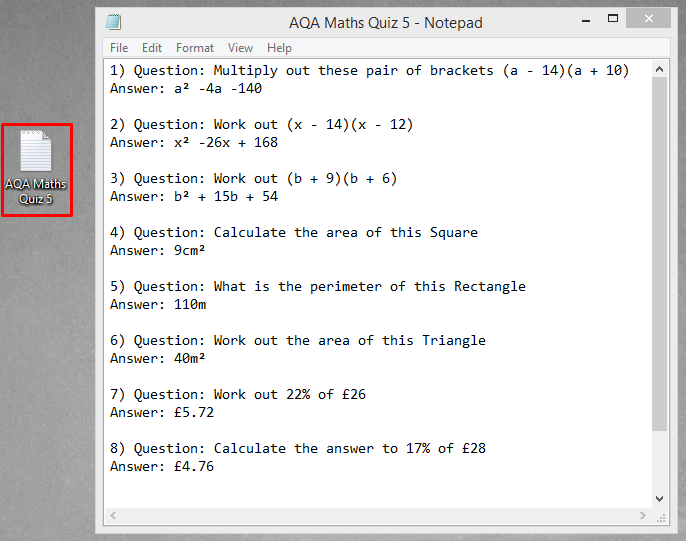 AQA Maths Quiz 5 - Notepad
File Edit Format View Help
1) Question: Multiply out these pair of brackets (a - 14)(a + 10)
Answer: a² -4a -140
2) Question: Work out (x - 14)(x - 12)
Answer: x² -26x + 168
3) Question: Work out (b + 9)(b + 6)
Answer: b² + 15b + 54
4) Question: Calculate the area of this Square
Answer: 9cm²
5) Question: What is the perimeter of this Rectangle
Answer: 110m
6) Question: Work out the area of this Triangle
Answer: 40m²
7) Question: Work out 22% of £26
Answer: £5.72
8) Question: Calculate the answer to 17% of £28
Answer: £4.76
AQA Maths
Quiz 5